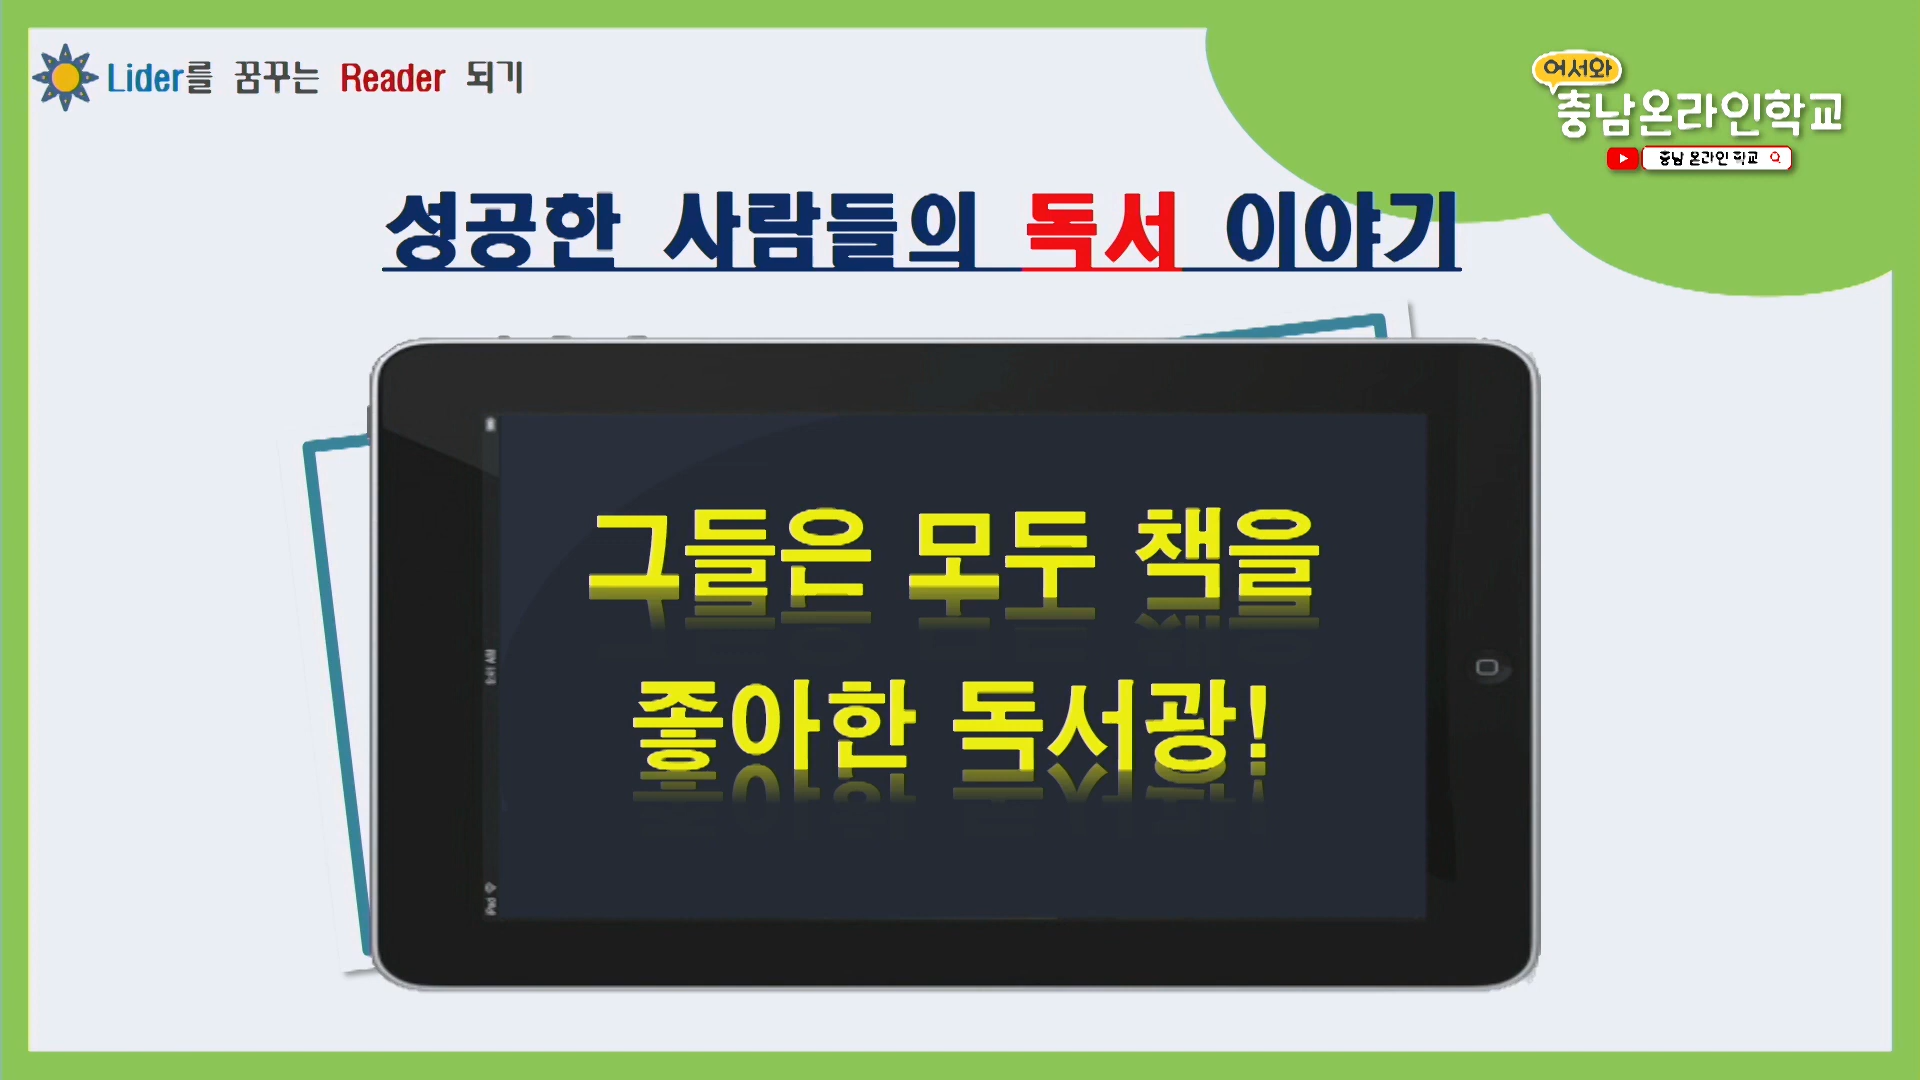 Lider를 꿈꾸는 Reader 되기
어서와
충남온라인학교
충남 온라인 학교
성공한 사람들의 독서 이야기
그들은 모두 책을
좋아한 독서광!
iPad